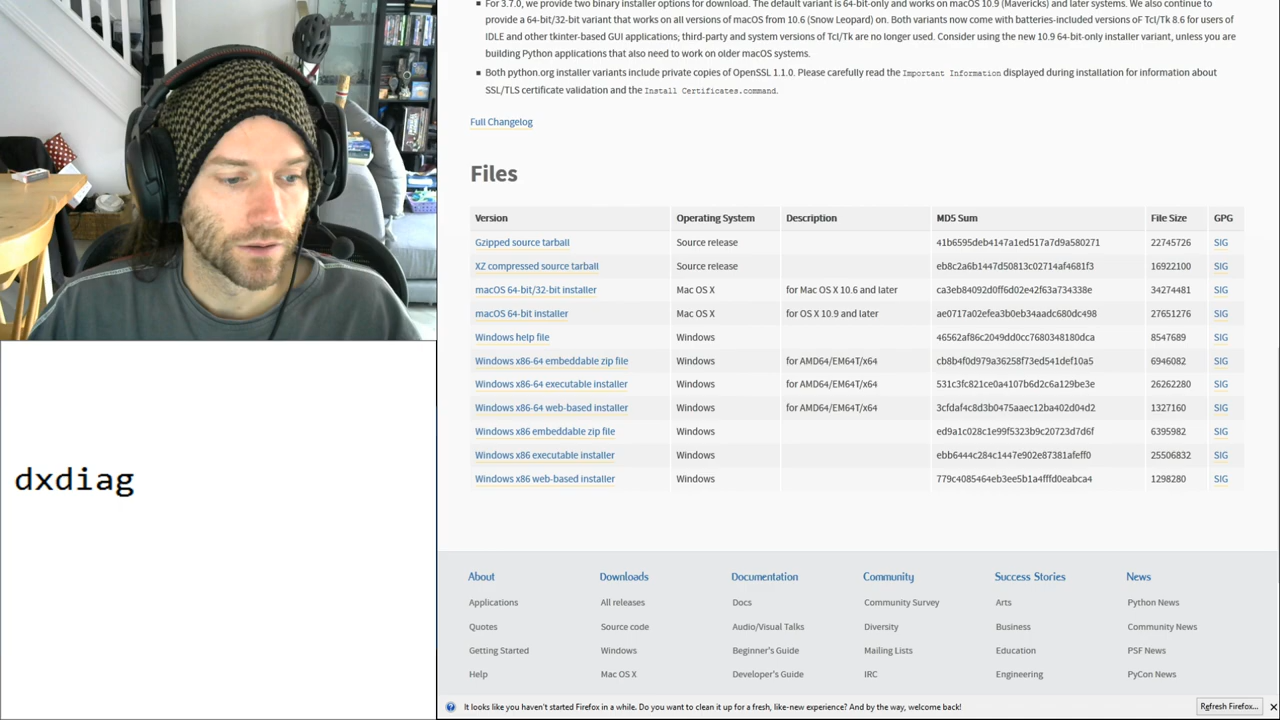 For 3.7.0, we provide two binary installer options for download. The default variant is 64-bit-only and works on macOS 10.9 (Mavericks) and later systems. We also continue to
provide a 64-bit/32-bit variant that works on all versions of macOS from 10.6 (Snow Leopard) on. Both variants now come with batteries-included versions oF Tcl/Tk 8.6 for users of
IDLE and other tkinter-based GUI applications; third-party and system versions of Tcl/Tk are no longer used. Consider using the new 10.9 64-bit-only installer variant, unless you are
building Python applications that also need to work on older macOS systems.
Both python.org installer variants include private copies of OpenSSL 1.1.0. Please carefully read the Important Information displayed during installation for information about
SSL/TLS certificate validation and the Install Certificates.command.
Full Changelog
Files
Version Operating System Description MD5 Sum File Size GPG
Gzipped source tarball Source release 41b6595deb4147a1ed517a7d9a580271 22745726 SIG
XZ compressed source tarball Source release eb8c2a6b1447d50813c02714af4681f3 16922100 SIG
macOS 64-bit/32-bit installer Mac OS X for Mac OS X 10.6 and later ca3eb84092d0ff6d02e42f63a734338e 34274481 SIG
macOS 64-bit installer Mac OS X for OS X 10.9 and later ae0717a02efea3b0eb34aadc680dc498 27651276 SIG
Windows help file Windows 46562af86c2049dd0cc7680348180dca 8547689 SIG
Windows x86-64 embeddable zip file Windows for AMD64/EM64T/x64 cb8b4f0d979a36258f73ed541def10a5 6946082 SIG
Windows x86-64 executable installer Windows for AMD64/EM64T/x64 531c3fc821ce0a4107b6d2c6a129be3e 26262280 SIG
Windows x86-64 web-based installer Windows for AMD64/EM64T/x64 3cfdaf4c8d3b0475aaec12ba402d04d2 1327160 SIG
Windows x86 embeddable zip file Windows ed9a1c028c1e99f5323b9c20723d7d6f 6395982 SIG
Windows x86 executable installer Windows ebb6444c284c1447e902e87381afeff0 25506832 SIG
Windows x86 web-based installer Windows 779c4085464eb3ee5b1a4fffd0eabca4 1298280 SIG
dxdiag
About Downloads Documentation Community Success Stories News
Applications All releases Docs Community Survey Arts Python News
Quotes Source code Audio/Visual Talks Diversity Business Community News
Getting Started Windows Beginner's Guide Mailing Lists Education PSF News
Help Mac OS X Developer's Guide IRC Engineering PyCon News
It looks like you haven't started Firefox in a while. Do you want to clean it up for a fresh, like-new experience? And by the way, welcome back! Refresh Firefox...